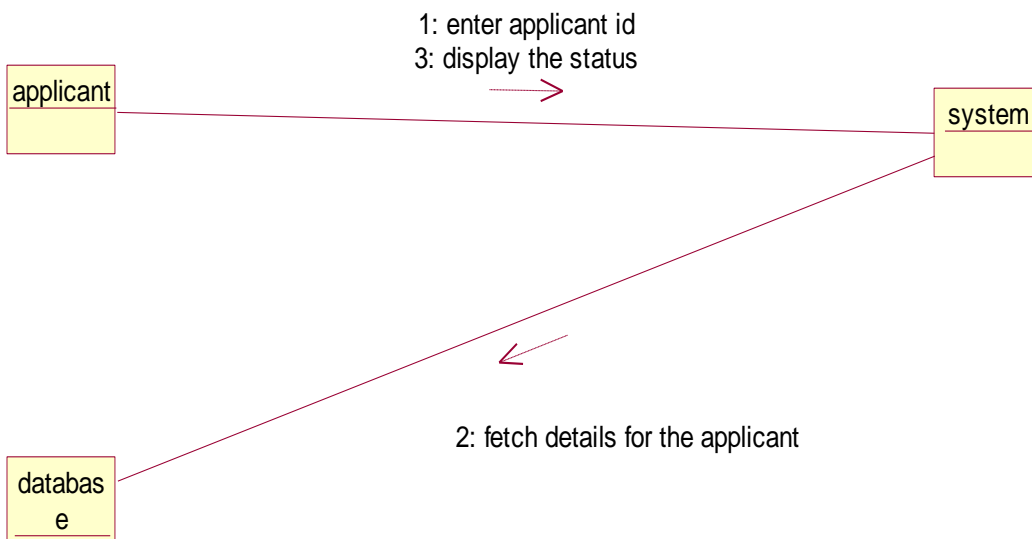 1: enter applicant id
3: display the status
applicant
system
2: fetch details for the applicant
databas
e